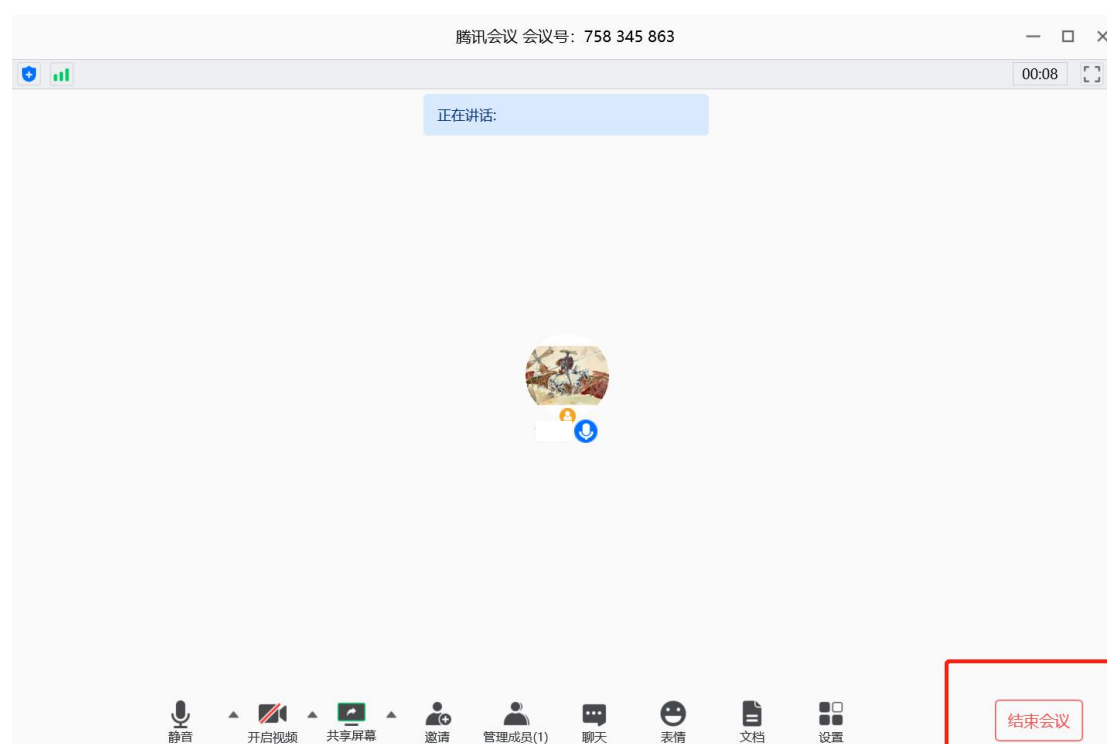 腾讯会议 会议号：758 345 863
00:08
正在讲话:
静音
开启视频
共享屏幕
邀请
管理成员(1)
聊天
表情
文档
设置
结束会议